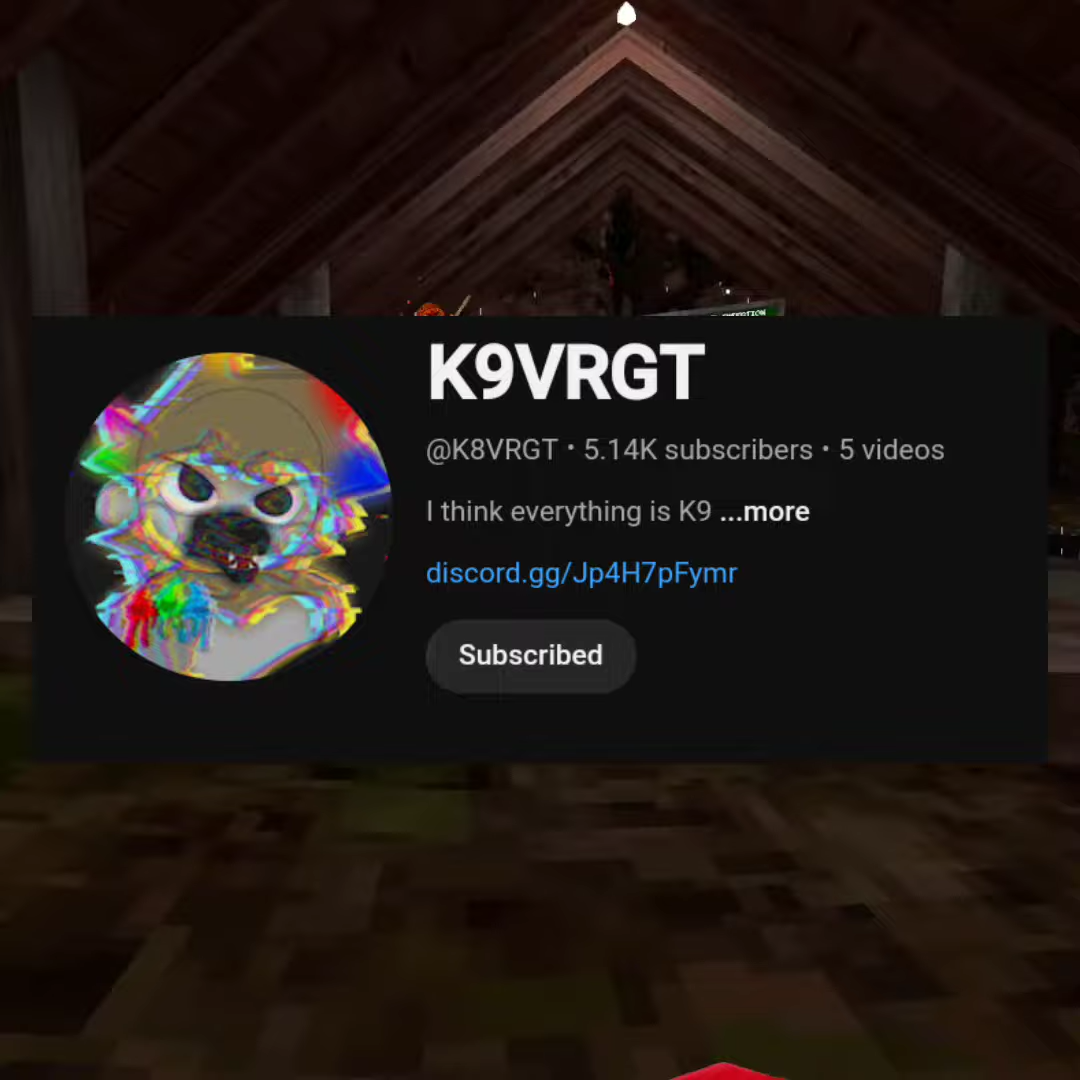 K9VRGT
@K8VRGT • 5.14K subscribers • 5 videos
I think everything is K9 ...more
discord.gg/Jp4H7pFymr
Subscribed